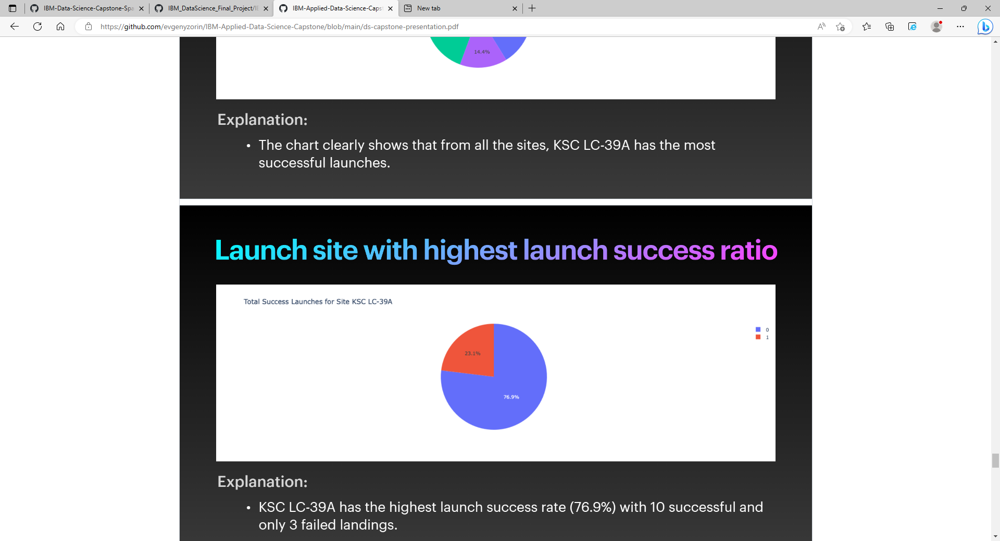 IBM-Data-Science-Capstone-Spa
IBM_DataScience_Final_Project/I
IBM-Applied-Data-Science-Caps
New tab
https://github.com/evgenyzorin/IBM-Applied-Data-Science-Capstone/blob/main/ds-capstone-presentation.pdf
14.4%
Explanation:
• The chart clearly shows that from all the sites, KSC LC-39A has the most
successful launches.
Launch site with highest launch success ratio
Total Success Launches for Site KSC LC-39A
0
1
23.1%
76.9%
Explanation:
• KSC LC-39A has the highest launch success rate (76.9%) with 10 successful and
only 3 failed landings.